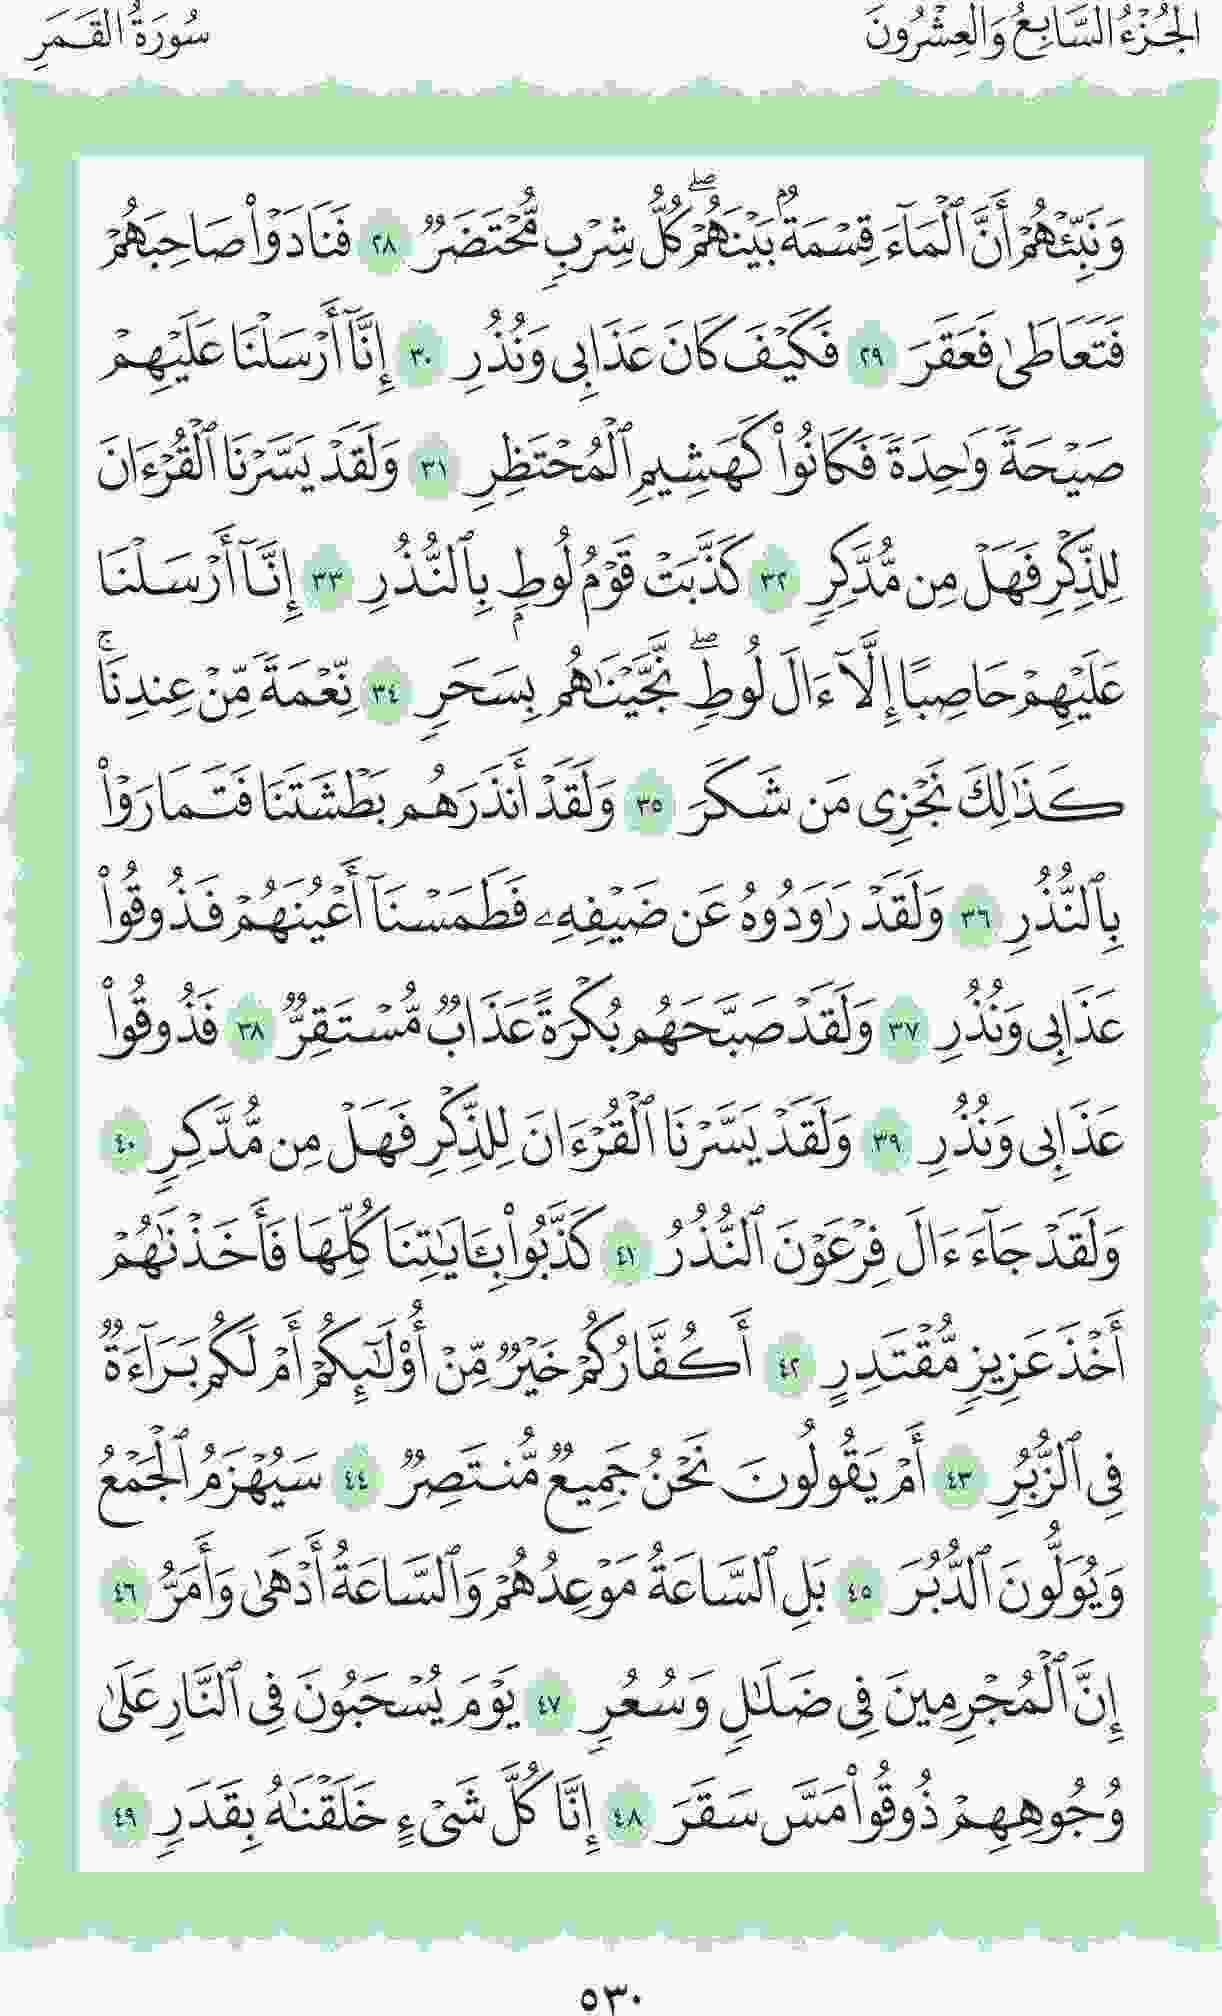 الجُزْءُ السَّابِعُ وَالعِشْرُونَ
سُورَةُ القَمَرِ
وَنَبِّئْهُمْ أَنَّ ٱلْمَآءَ قِسْمَةٌۢ بَيْنَهُمْۖ كُلُّ شِرْبٍ مُّحْتَضَرٌ ٢٨ فَنَادَوْا۟ صَاحِبَهُمْ
فَتَعَاطَىٰ فَعَقَرَ ٢٩ فَكَيْفَ كَانَ عَذَابِى وَنُذُرِ ٣٠ إِنَّآ أَرْسَلْنَا عَلَيْهِمْ
صَيْحَةً وَٰحِدَةً فَكَانُوا۟ كَهَشِيمِ ٱلْمُحْتَظِرِ ٣١ وَلَقَدْ يَسَّرْنَا ٱلْقُرْءَانَ
لِلذِّكْرِ فَهَلْ مِن مُّدَّكِرٍ ٣٢ كَذَّبَتْ قَوْمُ لُوطٍۭ بِٱلنُّذُرِ ٣٣ إِنَّآ أَرْسَلْنَا
عَلَيْهِمْ حَاصِبًا إِلَّآ ءَالَ لُوطٍۖ نَّجَّيْنَٰهُم بِسَحَرٍ ٣٤ نِّعْمَةً مِّنْ عِندِنَاۚ
كَذَٰلِكَ نَجْزِى مَن شَكَرَ ٣٥ وَلَقَدْ أَنذَرَهُم بَطْشَتَنَا فَتَمَارَوْا۟
بِٱلنُّذُرِ ٣٦ وَلَقَدْ رَٰوَدُوهُ عَن ضَيْفِهِۦ فَطَمَسْنَآ أَعْيُنَهُمْ فَذُوقُوا۟
عَذَابِى وَنُذُرِ ٣٧ وَلَقَدْ صَبَّحَهُم بُكْرَةً عَذَابٌ مُّسْتَقِرٌّ ٣٨ فَذُوقُوا۟
عَذَابِى وَنُذُرِ ٣٩ وَلَقَدْ يَسَّرْنَا ٱلْقُرْءَانَ لِلذِّكْرِ فَهَلْ مِن مُّدَّكِرٍ ٤٠
وَلَقَدْ جَآءَ ءَالَ فِرْعَوْنَ ٱلنُّذُرُ ٤١ كَذَّبُوا۟ بِـَٔايَٰتِنَا كُلِّهَا فَأَخَذْنَٰهُمْ
أَخْذَ عَزِيزٍ مُّقْتَدِرٍ ٤٢ أَكُفَّارُكُمْ خَيْرٌ مِّنْ أُو۟لَٰٓئِكُمْ أَمْ لَكُم بَرَآءَةٌ
فِى ٱلزُّبُرِ ٤٣ أَمْ يَقُولُونَ نَحْنُ جَمِيعٌ مُّنتَصِرٌ ٤٤ سَيُهْزَمُ ٱلْجَمْعُ
وَيُوَلُّونَ ٱلدُّبُرَ ٤٥ بَلِ ٱلسَّاعَةُ مَوْعِدُهُمْ وَٱلسَّاعَةُ أَدْهَىٰ وَأَمَرُّ ٤٦
إِنَّ ٱلْمُجْرِمِينَ فِى ضَلَٰلٍ وَسُعُرٍ ٤٧ يَوْمَ يُسْحَبُونَ فِى ٱلنَّارِ عَلَىٰ
وُجُوهِهِمْ ذُوقُوا۟ مَسَّ سَقَرَ ٤٨ إِنَّا كُلَّ شَىْءٍ خَلَقْنَٰهُ بِقَدَرٍ ٤٩
٥٣٠